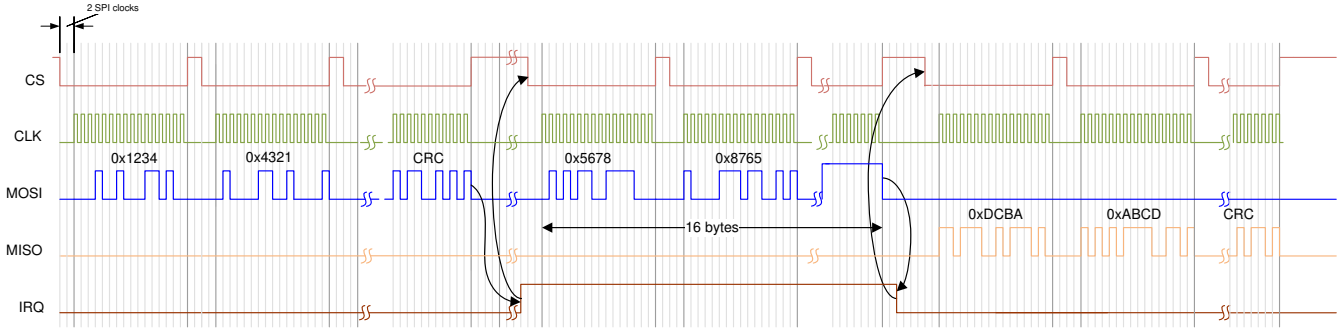 2 SPI clocks
CS
CLK
0x1234 0x4321 CRC 0x5678 0x8765
MOSI
0xDCBA 0xABCD CRC
16 bytes
MISO
IRQ